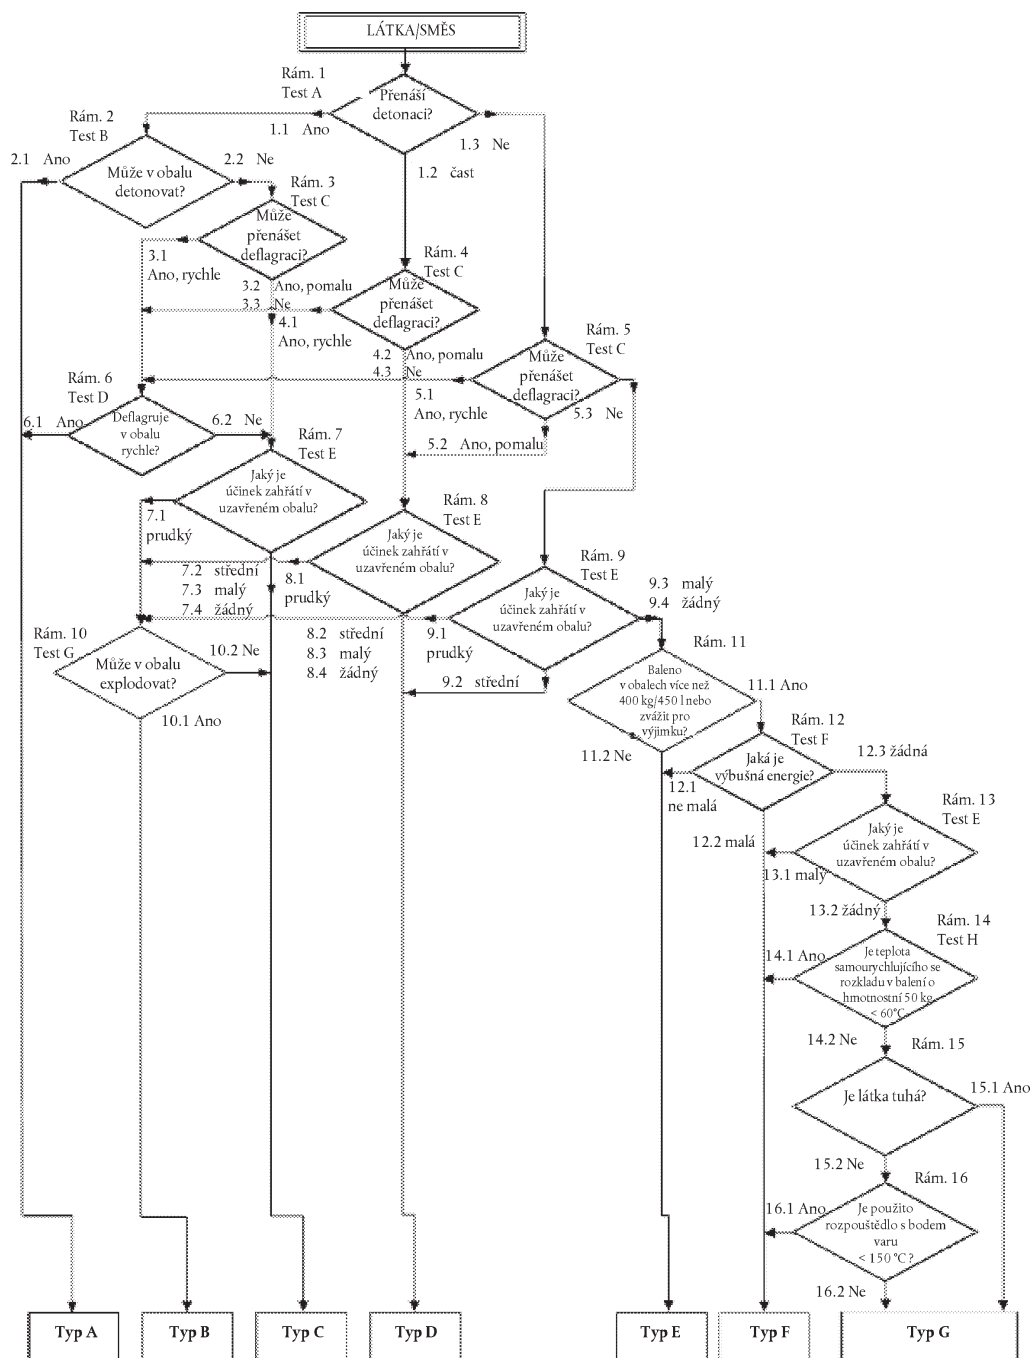 LÁTKA/SMĚS
Rám. 1
Test A
Přenáší
detonaci?
1.1 Ano
1.2 část
1.3 Ne
Rám. 2
Test B
Může v obalu
detonovat?
2.1 Ano
2.2 Ne
Rám. 3
Test C
Může
přenášet
deflagraci?
3.1
Ano, rychle
3.2 Ano, pomalu
3.3 Ne
Rám. 4
Test C
Může
přenášet
deflagraci?
4.1
Ano, rychle
4.2 Ano, pomalu
4.3 Ne
Rám. 5
Test C
Může
přenášet
deflagraci?
5.1
Ano, rychle
5.2 Ano, pomalu
5.3 Ne
Rám. 6
Test D
Deflagruje
v obalu
rychle?
6.1 Ano
6.2 Ne
Rám. 7
Test E
Jaký je
účinek zahřátí v
uzavřeném obalu?
7.1
prudký
7.2 střední
7.3 malý
7.4 žádný
Rám. 8
Test E
Jaký je
účinek zahřátí v
uzavřeném obalu?
8.1
prudký
8.2 střední
8.3 malý
8.4 žádný
Rám. 9
Test E
Jaký je
účinek zahřátí v
uzavřeném obalu?
9.1
prudký
9.2 střední
9.3 malý
9.4 žádný
Rám. 10
Test G
Může v obalu
explodovat?
10.2 Ne
10.1 Ano
Rám. 11
Baleno
v obalech více než
400 kg/450 l nebo
zvážit pro
výjimku?
11.1 Ano
11.2 Ne
Rám. 12
Test F
Jaká je
výbušná energie?
12.1
ne malá
12.2 malá
12.3 žádná
Rám. 13
Test E
Jaký je
účinek zahřátí v
uzavřeném obalu?
13.1 malý
13.2 žádný
Rám. 14
Test H
Je teplota
samourychlujícího se
rozkladu v balení o
hmotnostní 50 kg
< 60°C
14.1 Ano
14.2 Ne
Rám. 15
Je látka tuhá?
15.1 Ano
15.2 Ne
Rám. 16
Je použito
rozpouštědlo s bodem
varu
< 150 °C ?
16.1 Ano
16.2 Ne
Typ A
Typ B
Typ C
Typ D
Typ E
Typ F
Typ G